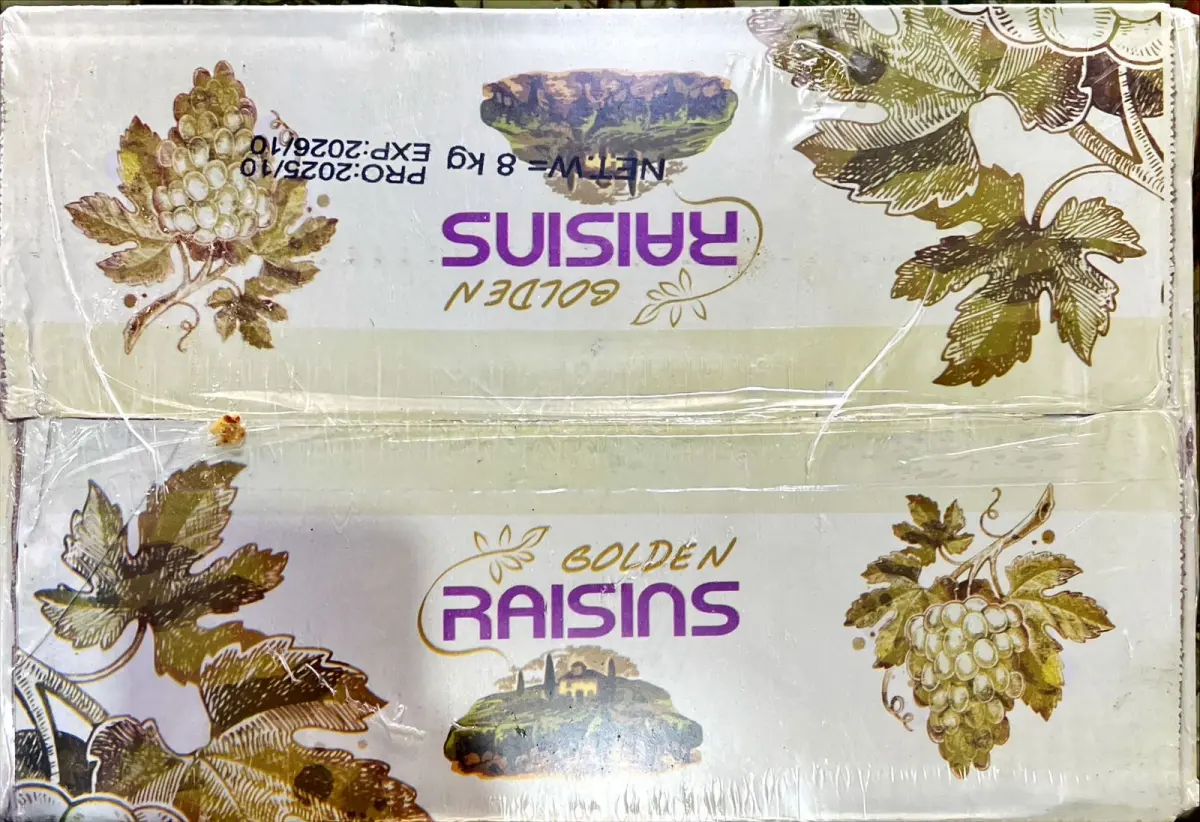 GOLDEN
RAISINS
NET.W= 8 kg
PRO:2025/10
EXP:2026/10
GOLDEN
RAISINS